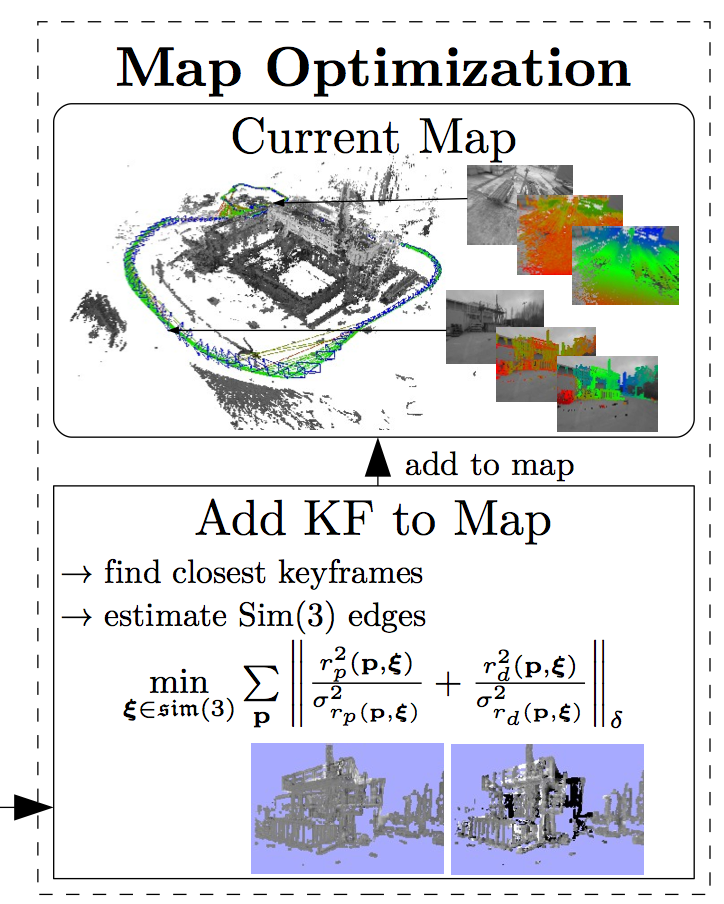 Map Optimization
Current Map
add to map
Add KF to Map
→ find closest keyframes
→ estimate Sim(3) edges
min_{ξ∈𝔰𝔦𝔪(3)} ∑_p ‖ r_p^2(p,ξ) / σ^2_{r_p(p,ξ)} + r_d^2(p,ξ) / σ^2_{r_d(p,ξ)} ‖_δ